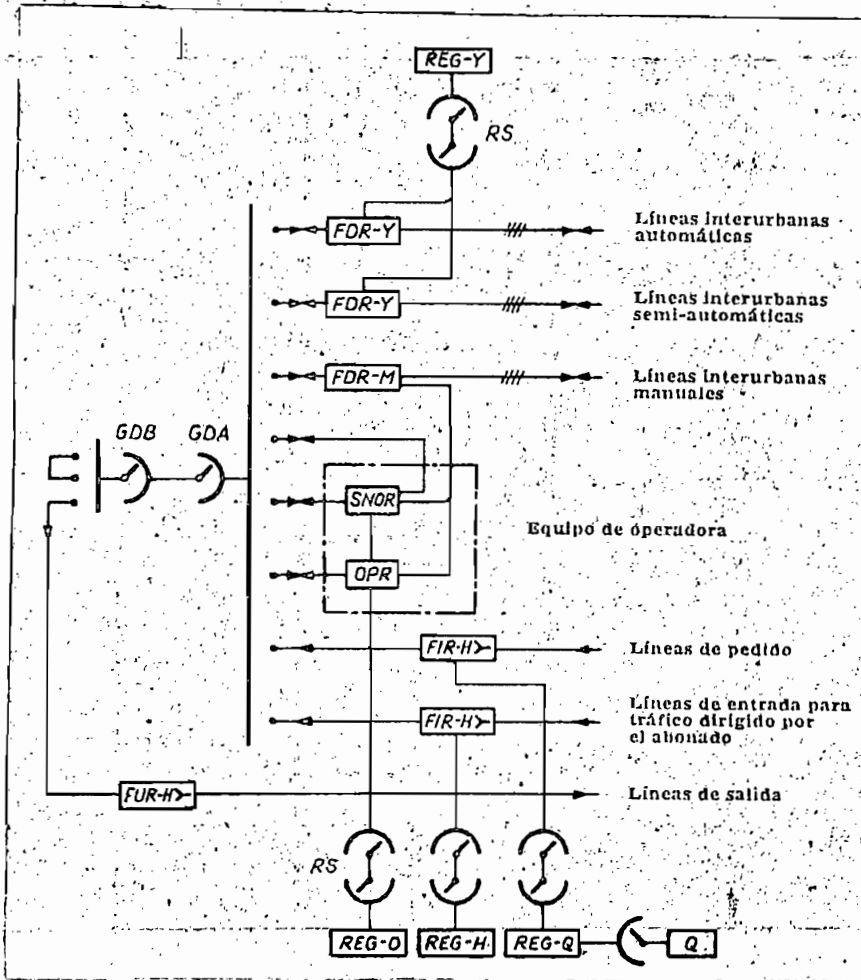 REG-Y
RS
FDR-Y
Líneas interurbanas
automáticas
FDR-Y
Líneas interurbanas
semi-automáticas
FDR-M
Líneas interurbanas
manuales
GDB
GDA
SNOR
Equipo de operadora
OPR
FIR-H
Líneas de pedido
FIR-H
Líneas de entrada para
tráfico dirigido por
el abonado
FUR-H
Líneas de salida
RS
REG-O
REG-H
REG-Q
Q